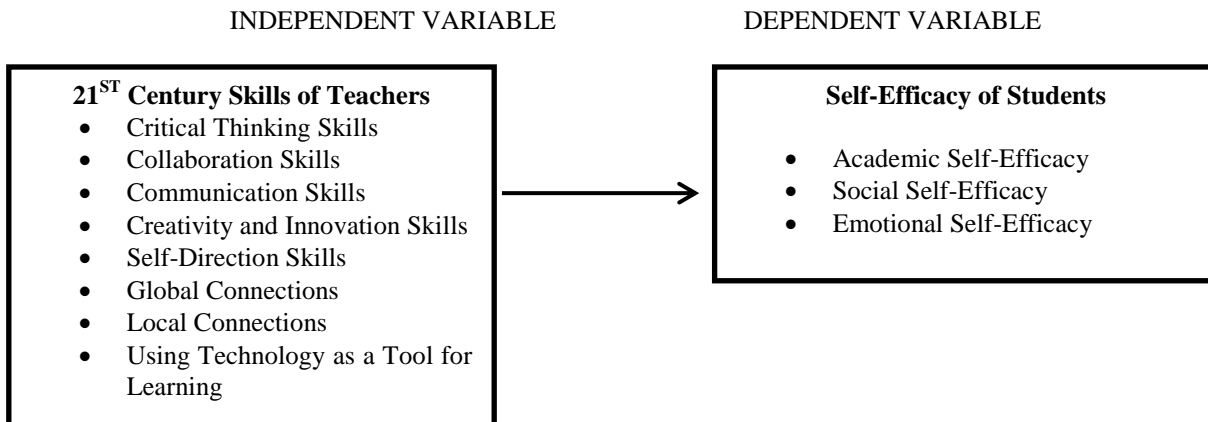 INDEPENDENT VARIABLE
DEPENDENT VARIABLE
21ST Century Skills of Teachers
• Critical Thinking Skills
• Collaboration Skills
• Communication Skills
• Creativity and Innovation Skills
• Self-Direction Skills
• Global Connections
• Local Connections
• Using Technology as a Tool for
Learning
Self-Efficacy of Students
• Academic Self-Efficacy
• Social Self-Efficacy
• Emotional Self-Efficacy